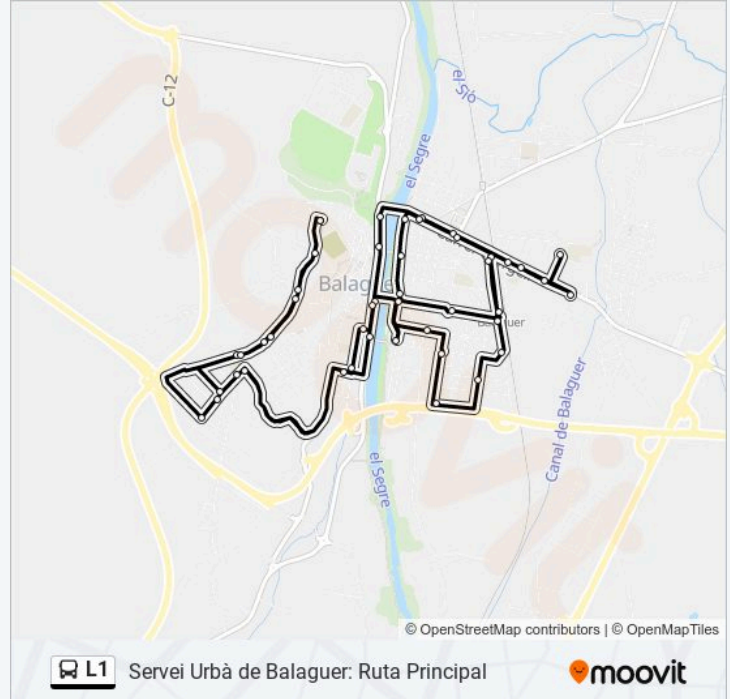 C-12
el Sió
el Segre
Balaguer
Balaguer
Canal de Balaguer
el Segre
© OpenStreetMap contributors | © OpenMapTiles
L1 Servei Urbà de Balaguer: Ruta Principal
moovit